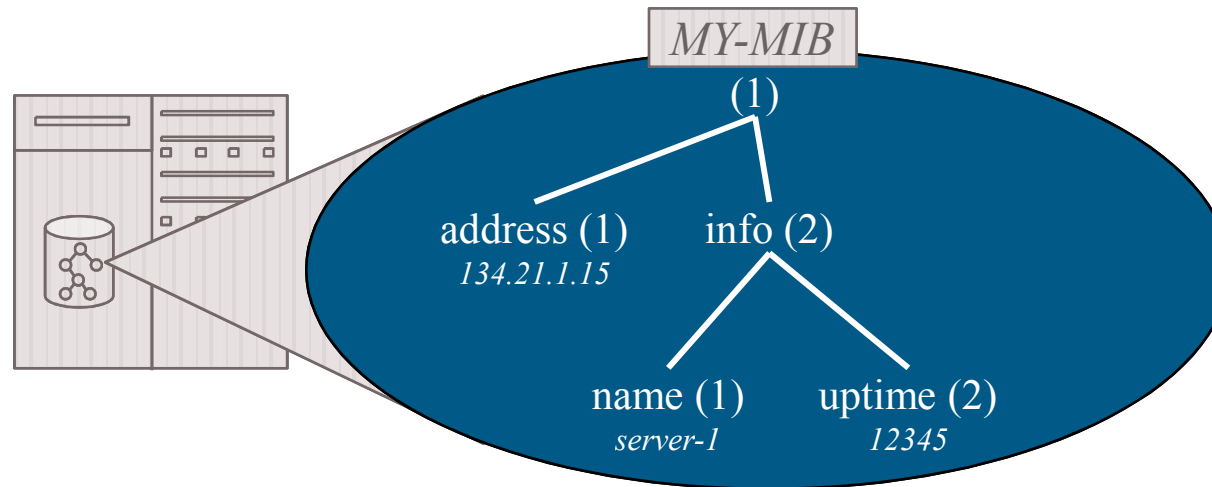 MY-MIB
(1)
address (1) info (2)
134.21.1.15
name (1) uptime (2)
server-1 12345